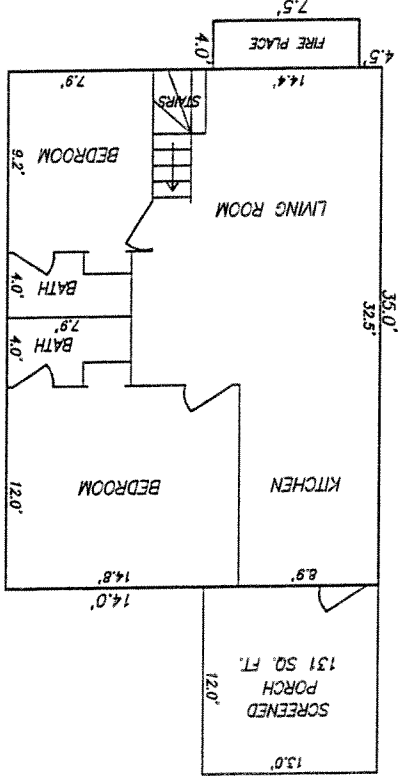 13.0'
SCREENED
PORCH
131 SQ. FT.
12.0'
14.0'
8.9'
14.8'
KITCHEN
BEDROOM
12.0'
BATH
4.0'
7.9'
35.0'
32.5'
BATH
4.0'
LIVING ROOM
BEDROOM
9.2'
STAIRS
14.4'
7.9'
4.5'
FIRE PLACE
4.0'
7.5'